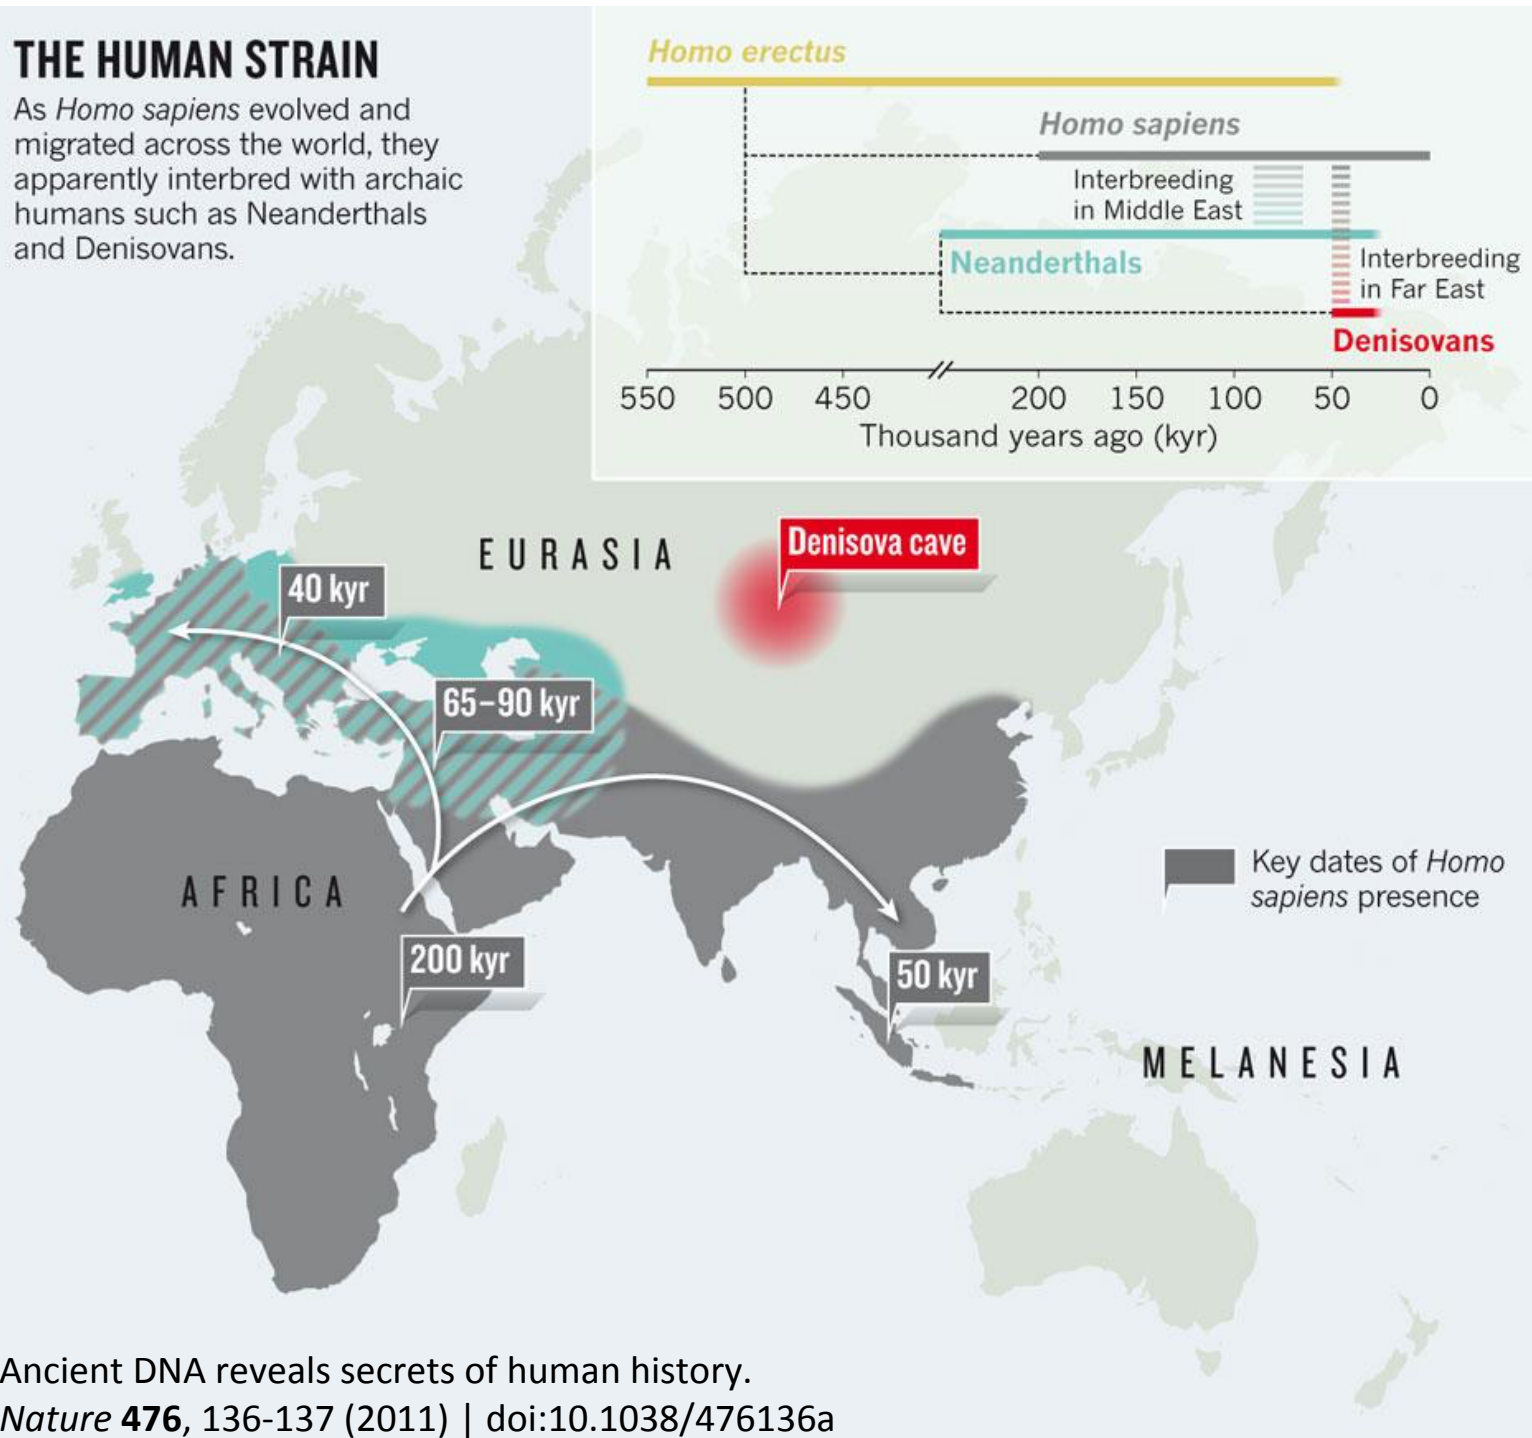 THE HUMAN STRAIN
As Homo sapiens evolved and
migrated across the world, they
apparently interbred with archaic
humans such as Neanderthals
and Denisovans.
Homo erectus
Homo sapiens
Interbreeding
in Middle East
Neanderthals
Interbreeding
in Far East
Denisovans
550 500 450 200 150 100 50 0
Thousand years ago (kyr)
EURASIA
Denisova cave
40 kyr
65–90 kyr
AFRICA
Key dates of Homo
sapiens presence
200 kyr
50 kyr
MELANESIA
Ancient DNA reveals secrets of human history.
Nature 476, 136-137 (2011) | doi:10.1038/476136a